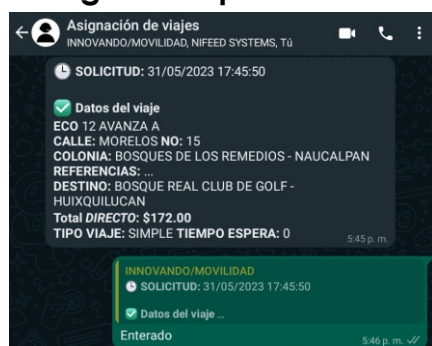 Asignación de viajes
INNOVANDO/MOVILIDAD, NIFEED SYSTEMS, Tú
SOLICITUD: 31/05/2023 17:45:50
Datos del viaje
ECO 12 AVANZA A
CALLE: MORELOS NO: 15
COLONIA: BOSQUES DE LOS REMEDIOS - NAUCALPAN
REFERENCIAS: ...
DESTINO: BOSQUE REAL CLUB DE GOLF -
HUIXQUILUCAN
Total DIRECTO: $172.00
TIPO VIAJE: SIMPLE TIEMPO ESPERA: 0
5:45 p. m.
INNOVANDO/MOVILIDAD
SOLICITUD: 31/05/2023 17:45:50
Datos del viaje ...
Enterado
5:46 p. m.